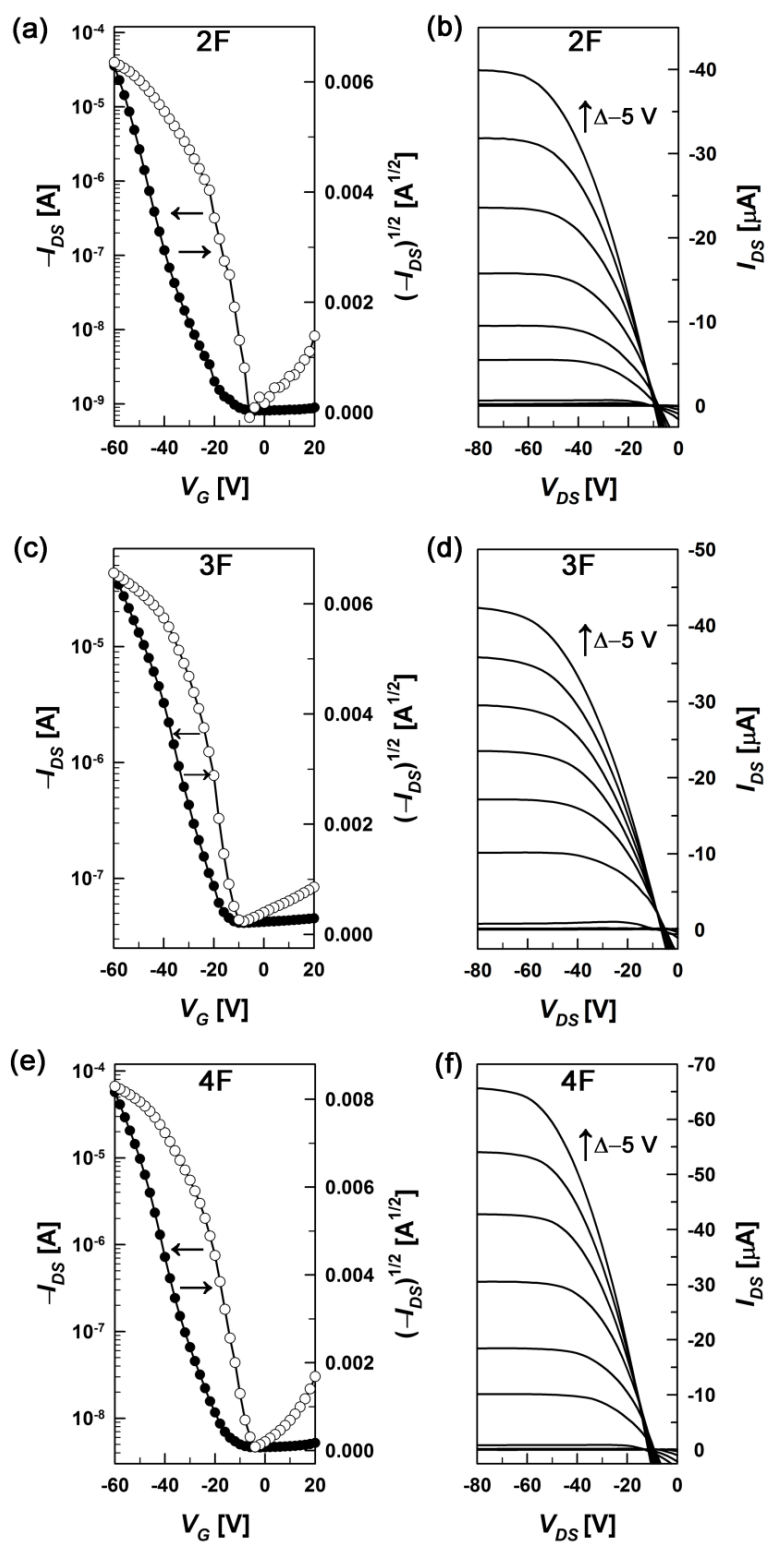 (a)
2F
10⁻⁴
10⁻⁵
10⁻⁶
10⁻⁷
10⁻⁸
10⁻⁹
–I_DS [A]
0.006
0.004
0.002
0.000
(–I_DS)^1/2 [A^1/2]
-60 -40 -20 0 20
V_G [V]
(b)
2F
Δ–5 V
-40
-30
-20
-10
0
I_DS [μA]
-80 -60 -40 -20 0
V_DS [V]
(c)
3F
10⁻⁵
10⁻⁶
10⁻⁷
–I_DS [A]
0.006
0.004
0.002
0.000
(–I_DS)^1/2 [A^1/2]
-60 -40 -20 0 20
V_G [V]
(d)
3F
Δ–5 V
-50
-40
-30
-20
-10
0
I_DS [μA]
-80 -60 -40 -20 0
V_DS [V]
(e)
4F
10⁻⁴
10⁻⁵
10⁻⁶
10⁻⁷
10⁻⁸
–I_DS [A]
0.008
0.006
0.004
0.002
0.000
(–I_DS)^1/2 [A^1/2]
-60 -40 -20 0 20
V_G [V]
(f)
4F
Δ–5 V
-70
-60
-50
-40
-30
-20
-10
0
I_DS [μA]
-80 -60 -40 -20 0
V_DS [V]